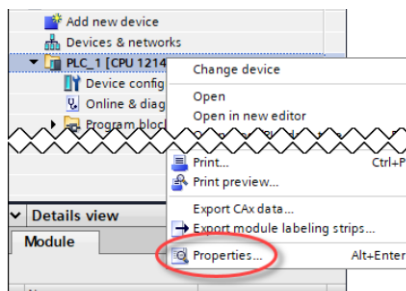 Add new device
Devices & networks
PLC_1 [CPU 1214
Change device
Device config
Open
Online & diag
Open in new editor
Program bloc
Print... Ctrl+P
Print preview...
Export CAx data...
Details view
Export module labeling strips...
Module
Properties... Alt+Enter